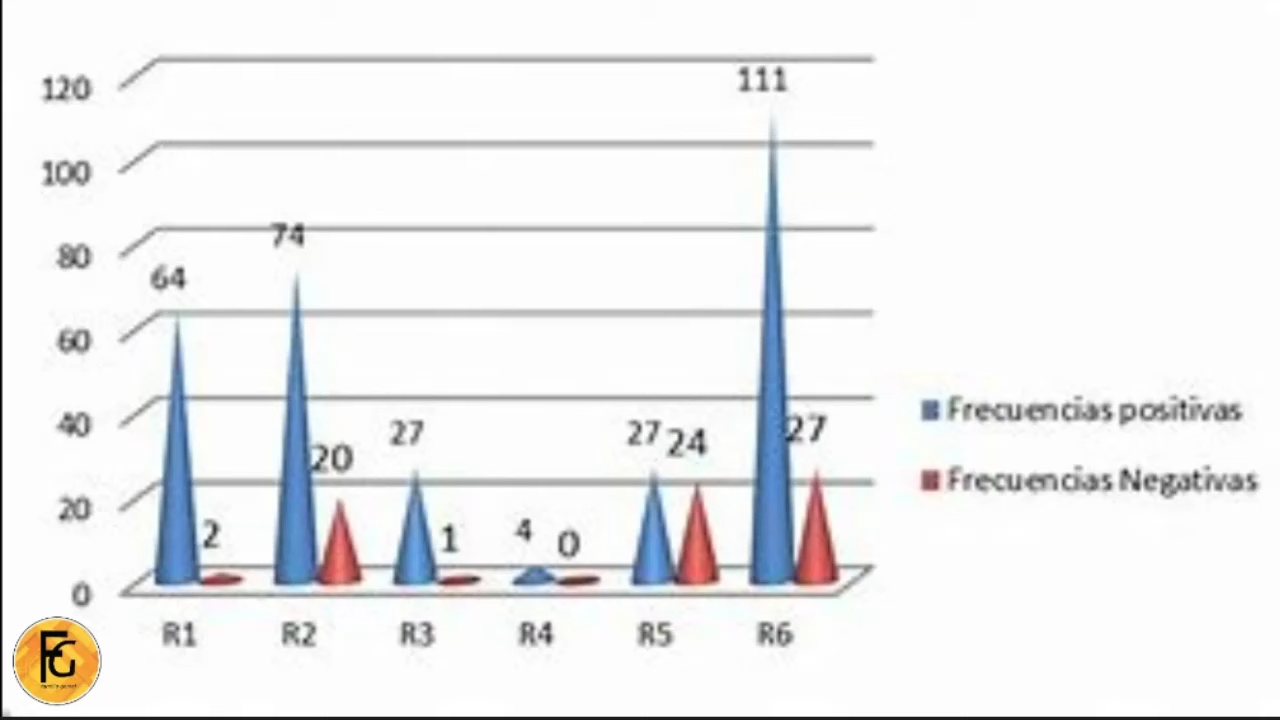 120
100
80
60
40
20
0
64
2
74
20
27
1
4
0
27
24
111
27
R1
R2
R3
R4
R5
R6
Frecuencias positivas
Frecuencias Negativas
FG